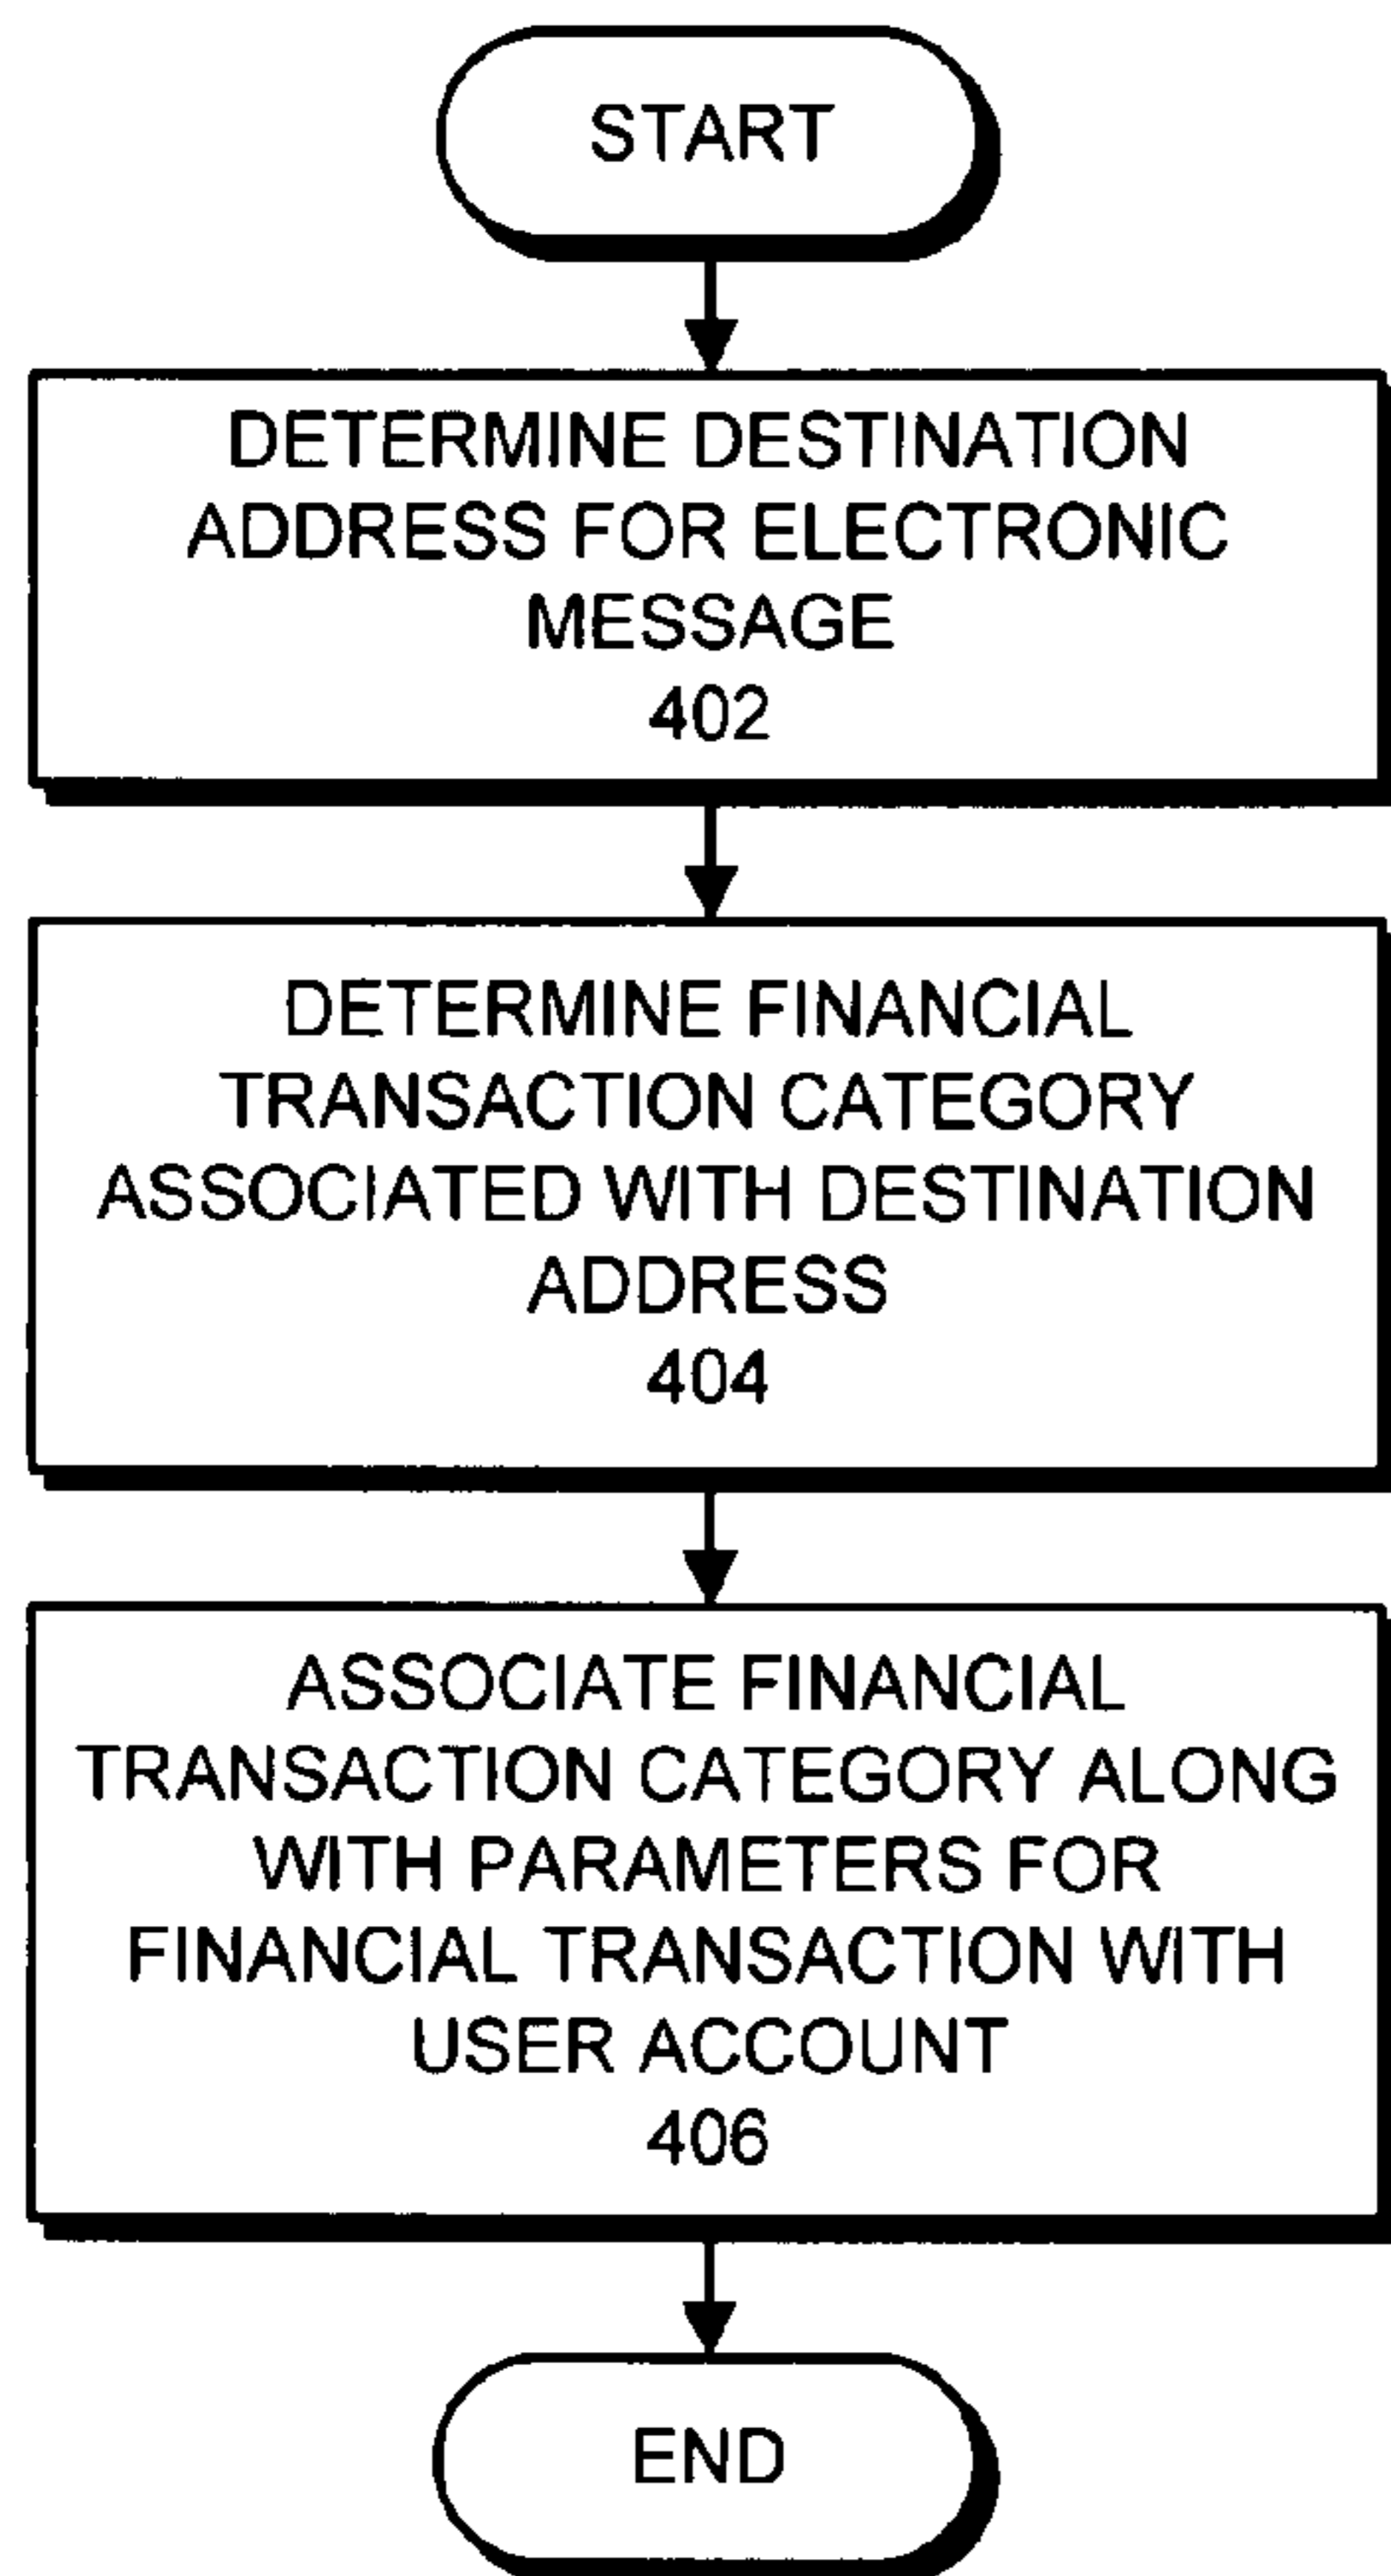 START
DETERMINE DESTINATION
ADDRESS FOR ELECTRONIC
MESSAGE
402
DETERMINE FINANCIAL
TRANSACTION CATEGORY
ASSOCIATED WITH DESTINATION
ADDRESS
404
ASSOCIATE FINANCIAL
TRANSACTION CATEGORY ALONG
WITH PARAMETERS FOR
FINANCIAL TRANSACTION WITH
USER ACCOUNT
406
END